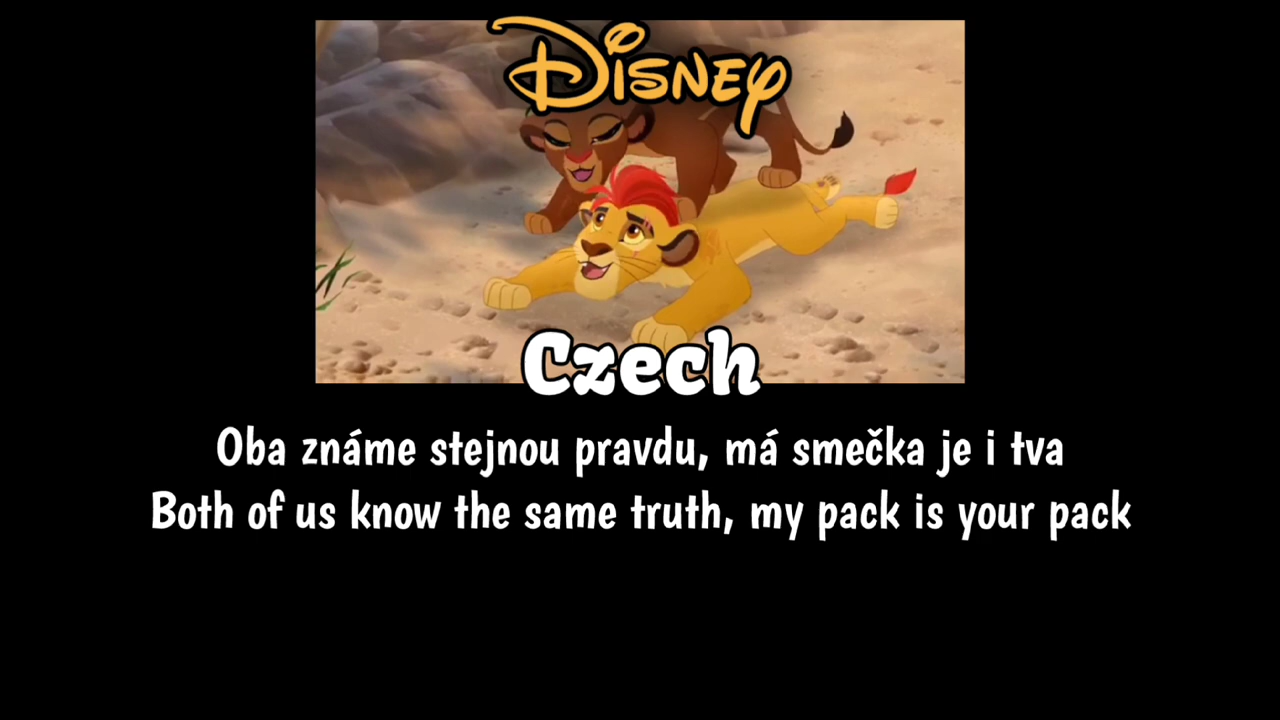 Disney
Czech
Oba známe stejnou pravdu, má smečka je i tva
Both of us know the same truth, my pack is your pack